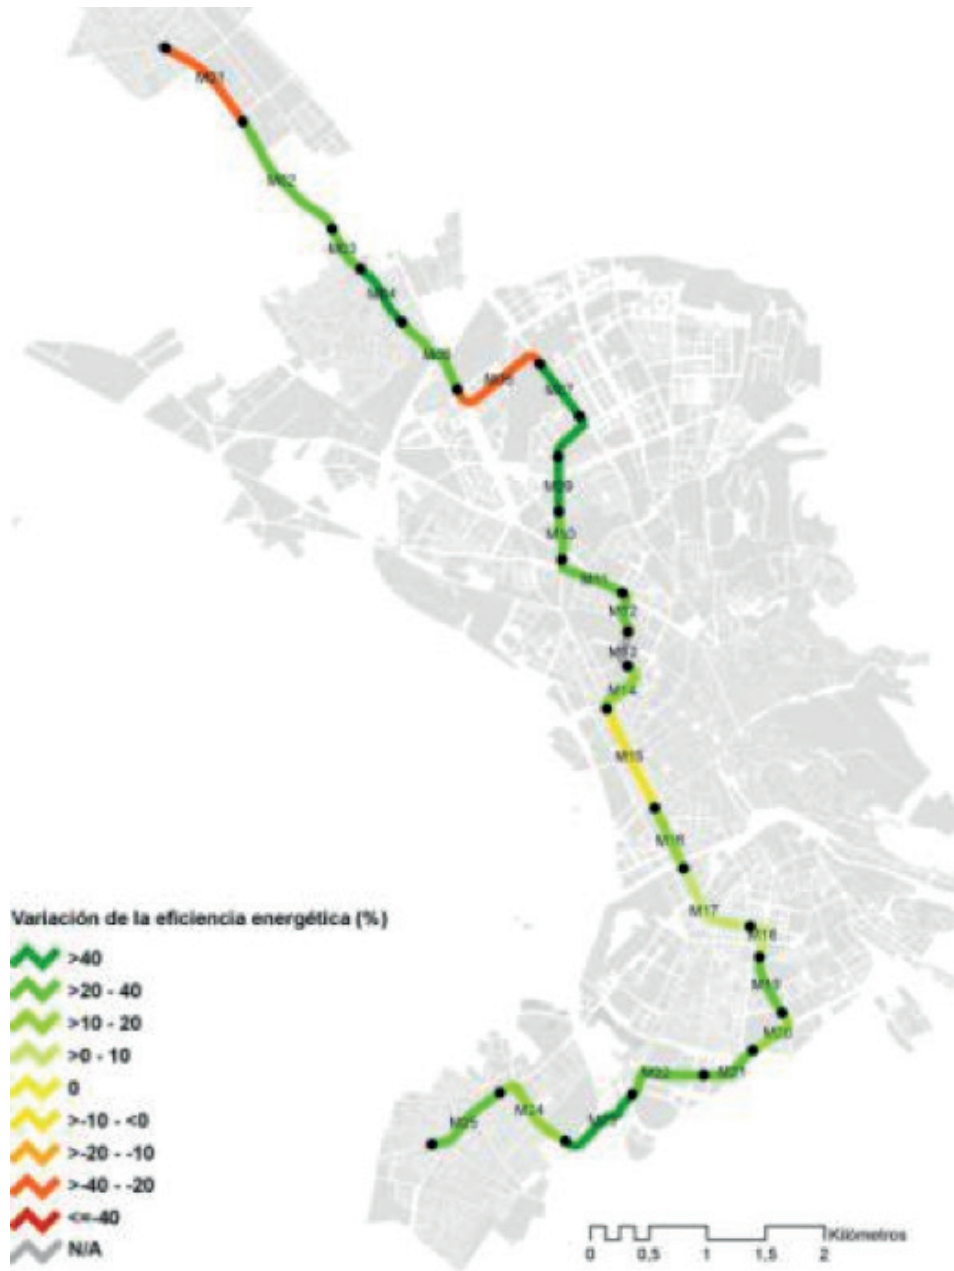 M01
M02
M03
M04
M05
M06
M07
M09
M10
M11
M12
M13
M14
M15
M16
M17
M18
M19
M20
M21
M22
M24
M25
Variación de la eficiencia energética (%)
>40
>20 - 40
>10 - 20
>0 - 10
0
>-10 - <0
>-20 - -10
>-40 - -20
<=-40
N/A
Kilómetros
0 0,5 1 1,5 2